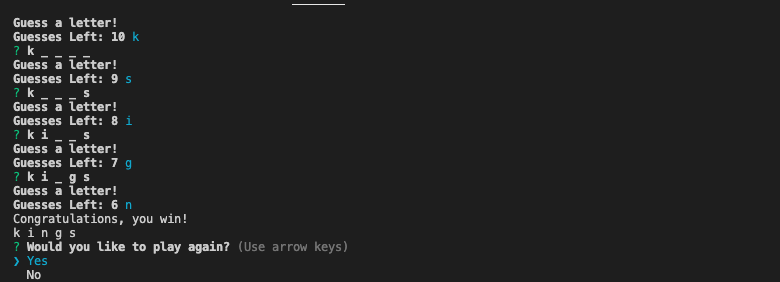 Guess a letter!
Guesses Left: 10 k
? k _ _ _ _
Guess a letter!
Guesses Left: 9 s
? k _ _ _ s
Guess a letter!
Guesses Left: 8 i
? k i _ _ s
Guess a letter!
Guesses Left: 7 g
? k i _ g s
Guess a letter!
Guesses Left: 6 n
Congratulations, you win!
k i n g s
? Would you like to play again? (Use arrow keys)
❯ Yes
No